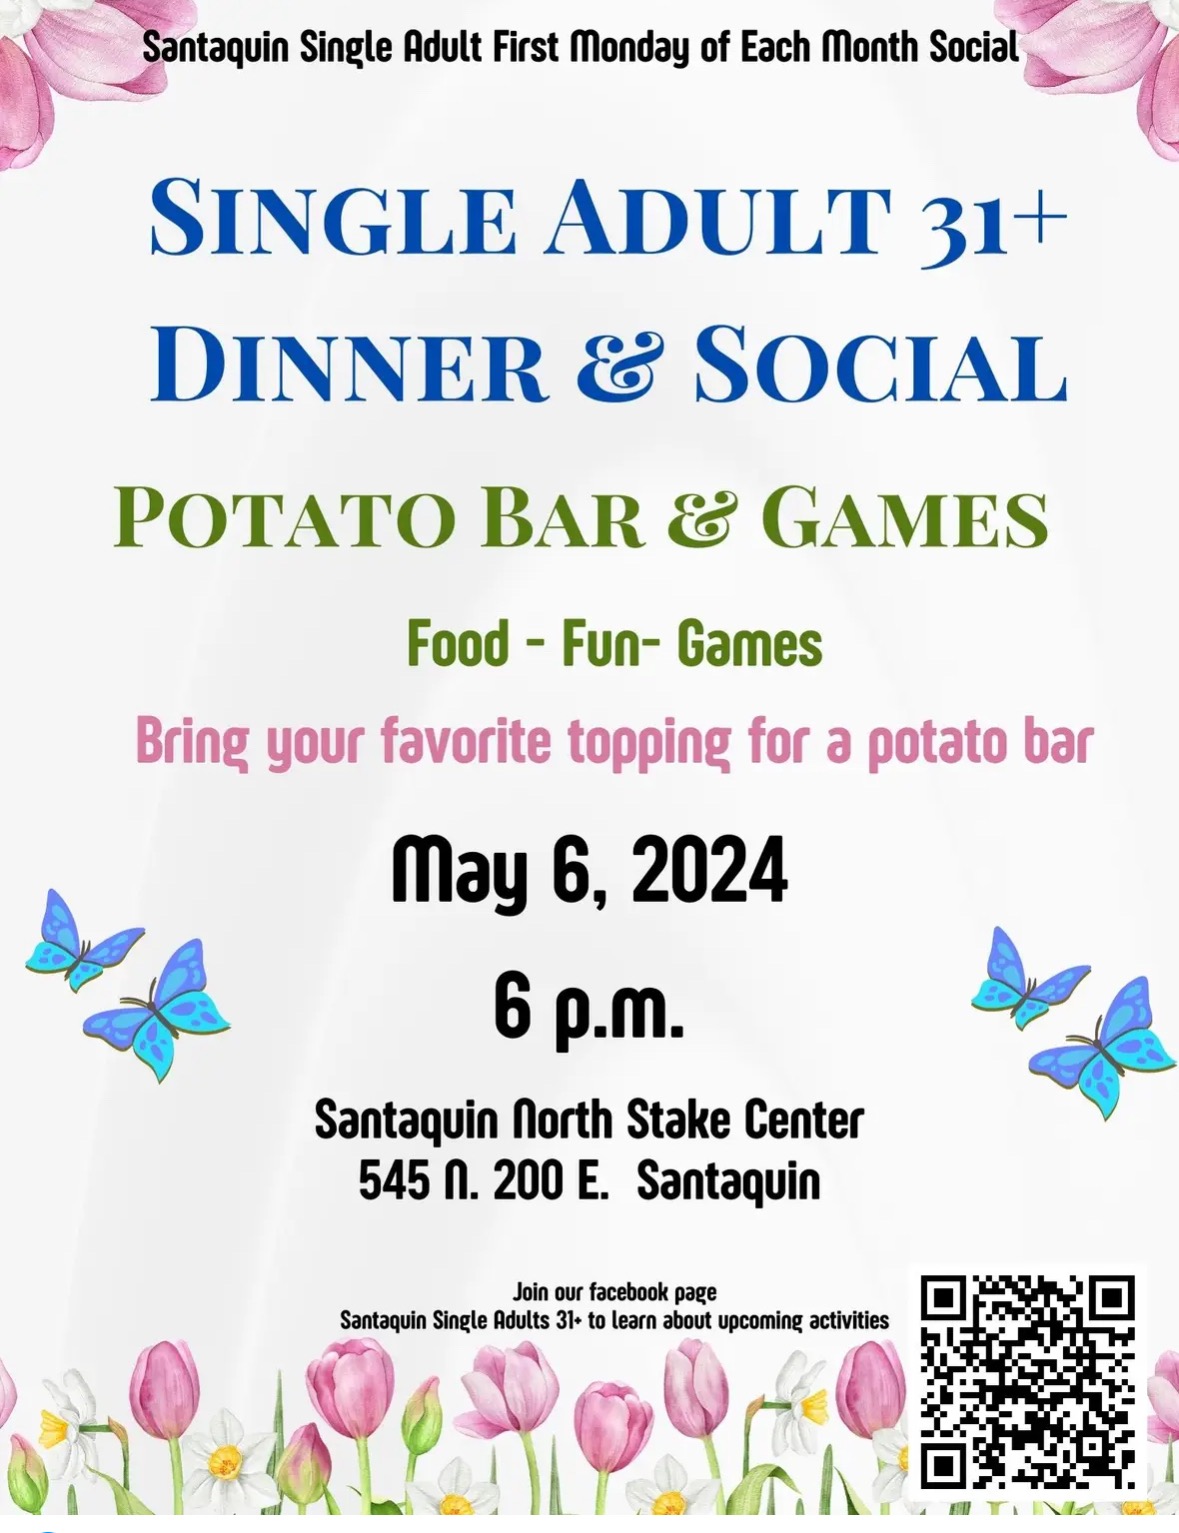 Santaquin Single Adult First Monday of Each Month Social
Single Adult 31+
Dinner & Social
Potato Bar & Games
Food - Fun- Games
Bring your favorite topping for a potato bar
May 6, 2024
6 p.m.
Santaquin North Stake Center
545 N. 200 E.  Santaquin
Join our facebook page
Santaquin Single Adults 31+ to learn about upcoming activities